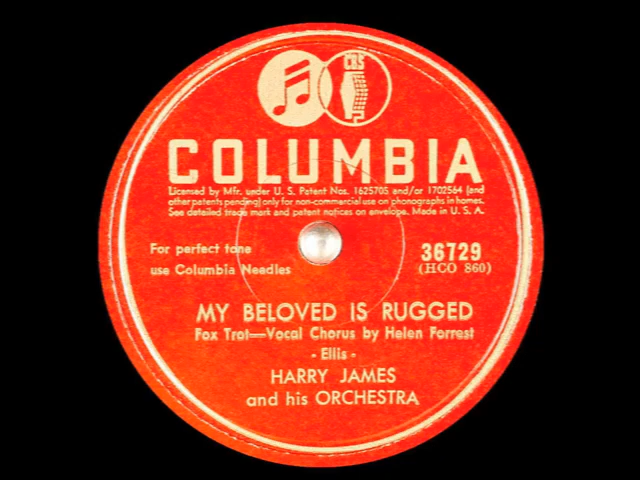 CBS
COLUMBIA
Licensed by Mfr. under U. S. Patent Nos. 1625705 and/or 1702564 (and
other patents pending) only for non-commercial use on phonographs in homes.
See detailed trade mark and patent notices on envelope. Made in U. S. A.
For perfect tone
use Columbia Needles
36729
(HCO 860)
MY BELOVED IS RUGGED
Fox Trot—Vocal Chorus by Helen Forrest
- Ellis -
HARRY JAMES
and his ORCHESTRA